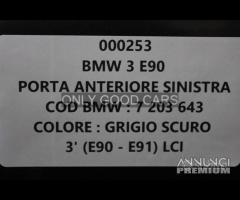 000253
BMW 3 E90
PORTA ANTERIORE SINISTRA
ONLY GOOD CARS
COD BMW : 7 203 643
COLORE : GRIGIO SCURO
3' (E90 - E91) LCI
ANNUNCI
PREMIUM